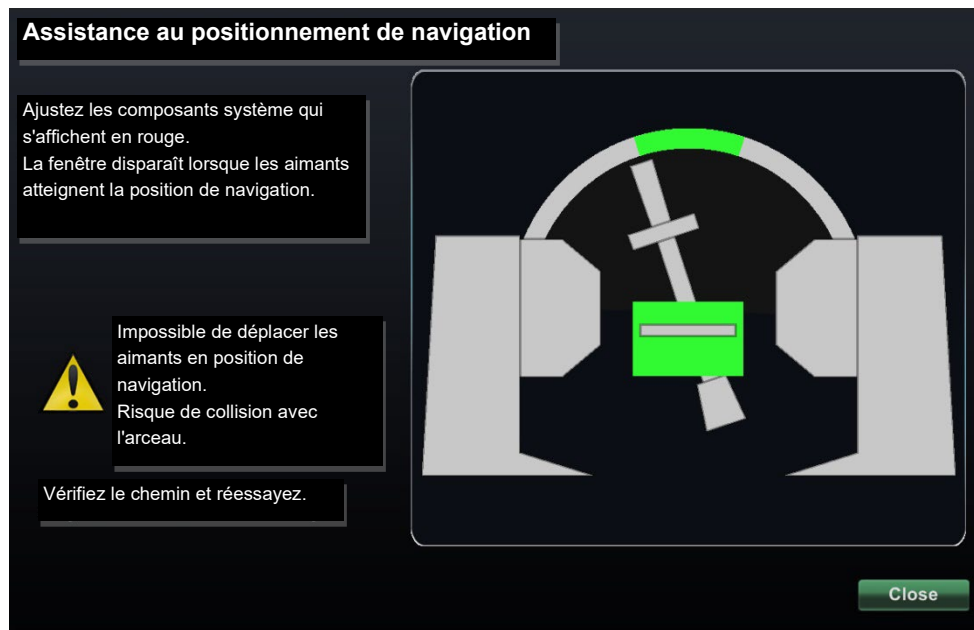 Assistance au positionnement de navigation
Ajustez les composants système qui
s'affichent en rouge.
La fenêtre disparaît lorsque les aimants
atteignent la position de navigation.
Impossible de déplacer les
aimants en position de
navigation.
Risque de collision avec
l'arceau.
Vérifiez le chemin et réessayez.
Close